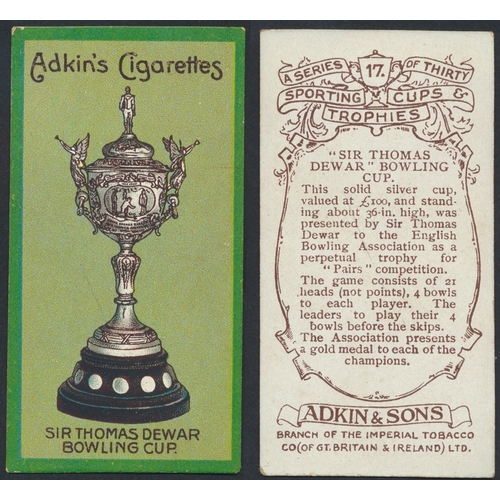 Adkin's Cigarettes
SIR THOMAS DEWAR
BOWLING CUP.
A SERIES 17. OF THIRTY
SPORTING CUPS &
TROPHIES
"SIR THOMAS
DEWAR" BOWLING
CUP.
This solid silver cup,
valued at £100, and stand-
ing about 36-in. high, was
presented by Sir Thomas
Dewar to the English
Bowling Association as a
perpetual trophy for
"Pairs" competition.
The game consists of 21
heads (not points), 4 bowls
to each player. The
leaders to play their 4
bowls before the skips.
The Association presents
a gold medal to each of the
champions.
ADKIN & SONS
BRANCH OF THE IMPERIAL TOBACCO
CO (OF GT. BRITAIN & IRELAND) LTD.